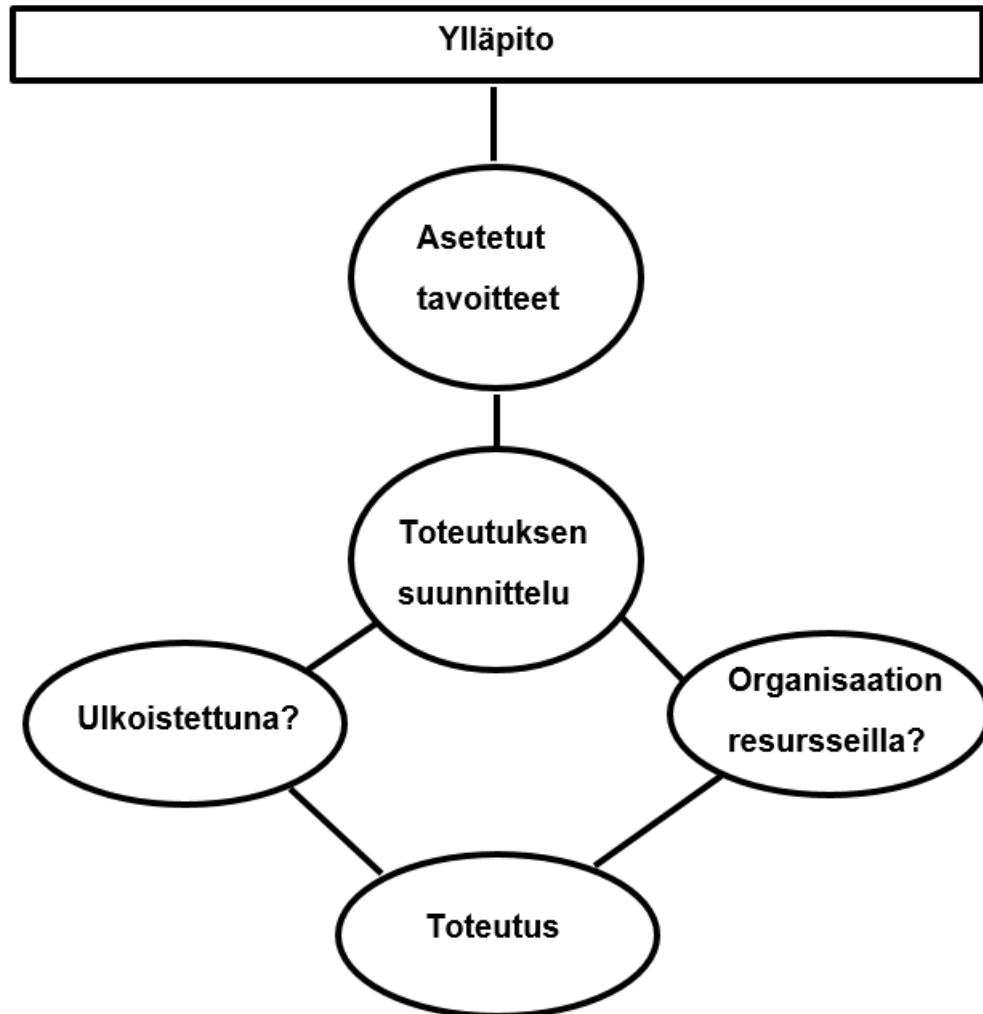 Ylläpito
Asetetut
tavoitteet
Toteutuksen
suunnittelu
Ulkoistettuna?
Organisaation
resursseilla?
Toteutus